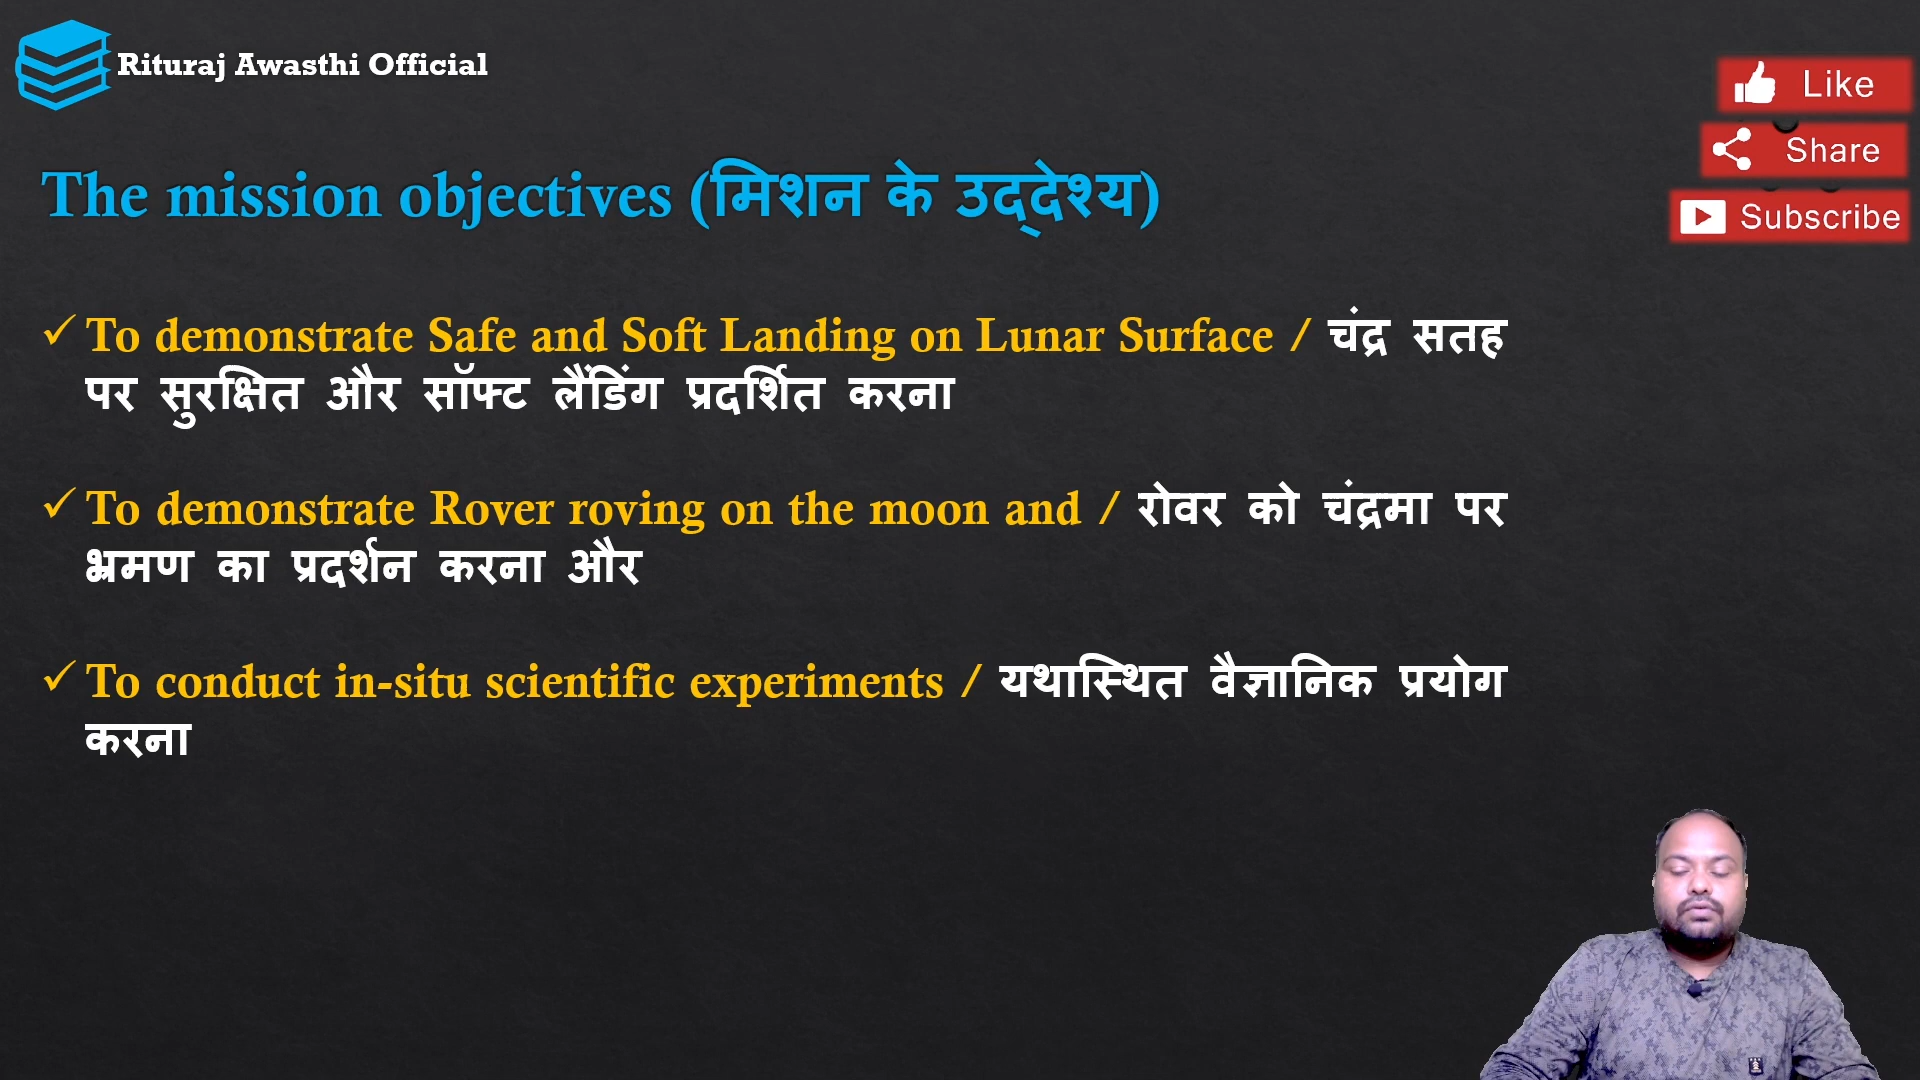 Rituraj Awasthi Official
Like
Share
Subscribe
The mission objectives (मिशन के उद्देश्य)
To demonstrate Safe and Soft Landing on Lunar Surface / चंद्र सतह
पर सुरक्षित और सॉफ्ट लैंडिंग प्रदर्शित करना
To demonstrate Rover roving on the moon and / रोवर को चंद्रमा पर
भ्रमण का प्रदर्शन करना और
To conduct in-situ scientific experiments / यथास्थित वैज्ञानिक प्रयोग
करना